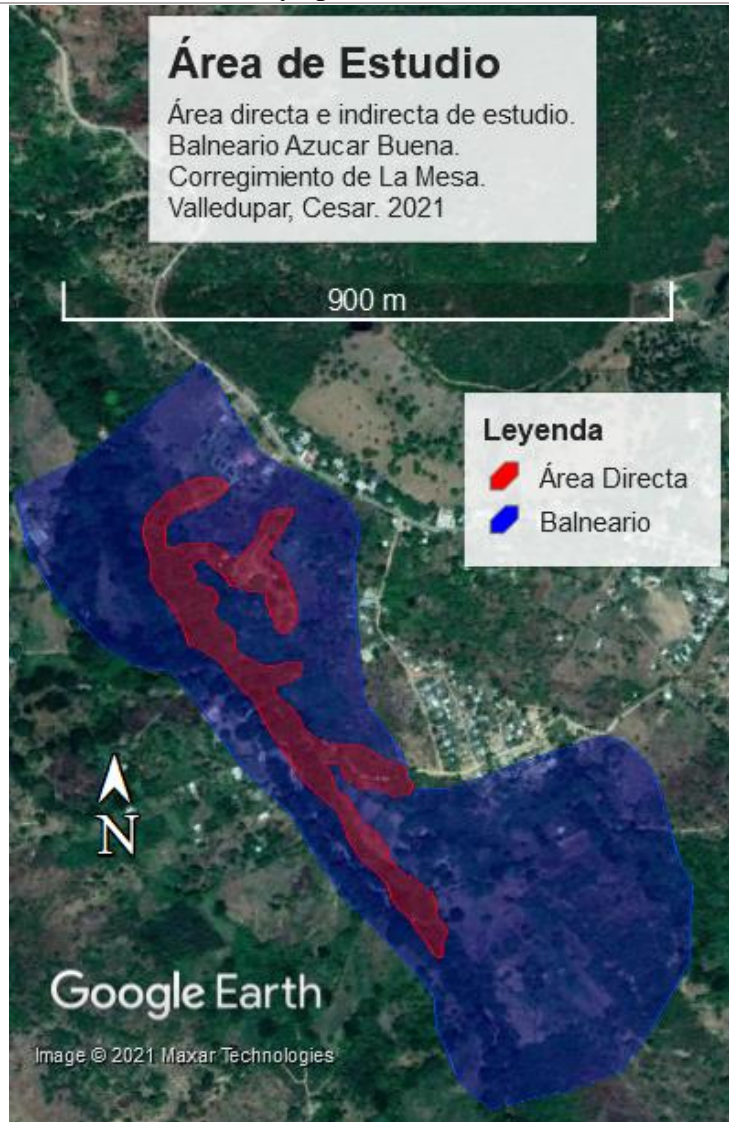 Área de Estudio
Área directa e indirecta de estudio.
Balneario Azucar Buena.
Corregimiento de La Mesa.
Valledupar, Cesar. 2021
900 m
Leyenda
Área Directa
Balneario
N
Google Earth
Image © 2021 Maxar Technologies